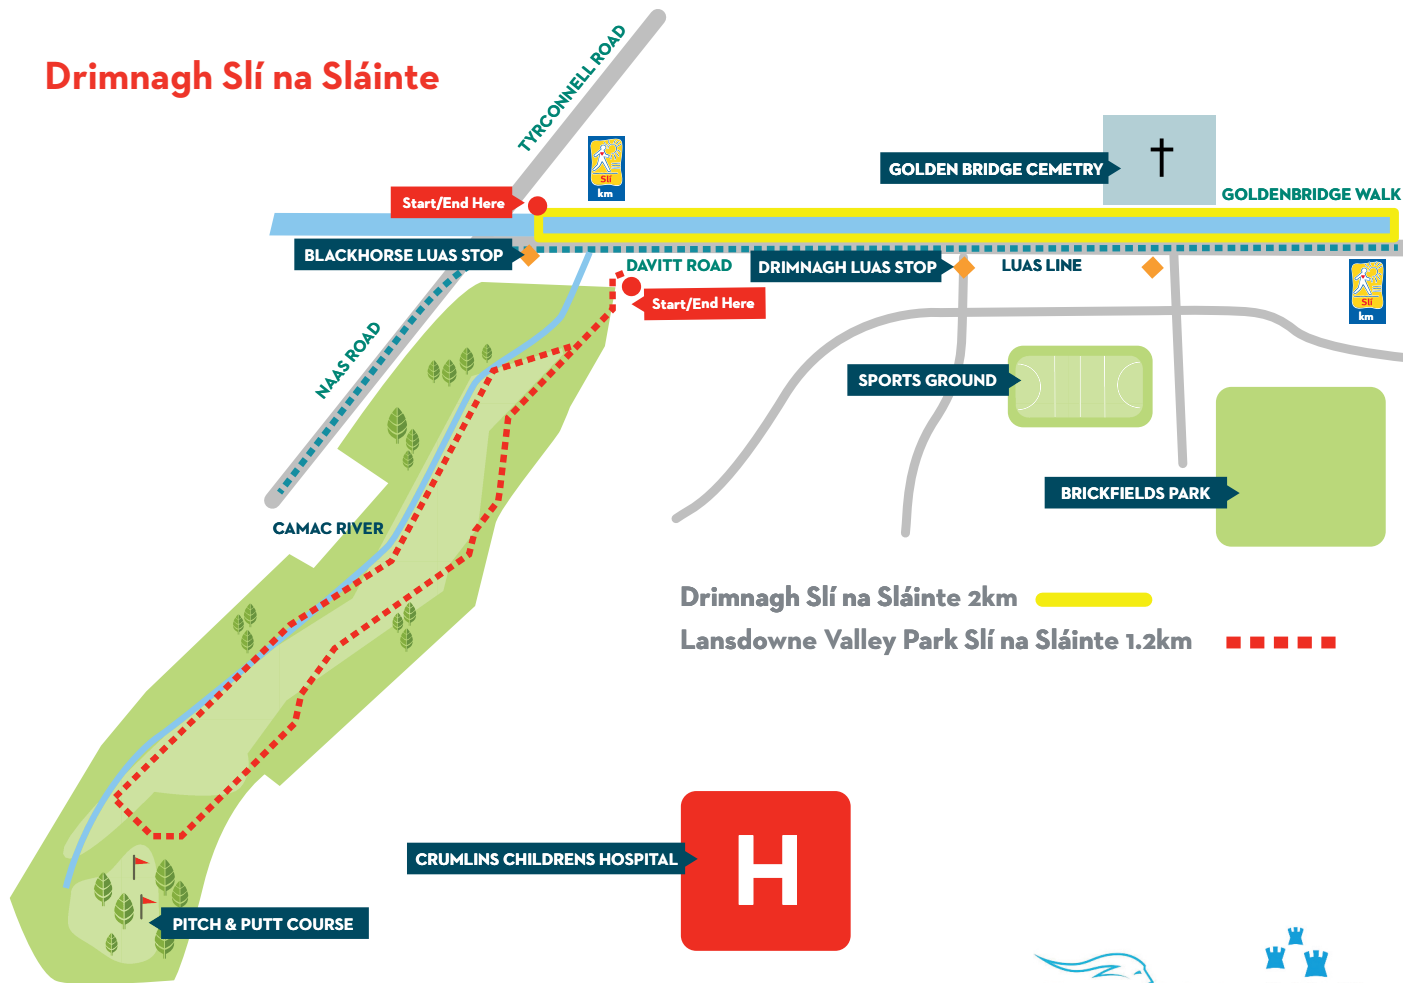 Drimnagh Slí na Sláinte
TYRCONNELL ROAD
Slí
km
GOLDEN BRIDGE CEMETRY
GOLDENBRIDGE WALK
Start/End Here
BLACKHORSE LUAS STOP
DAVITT ROAD
DRIMNAGH LUAS STOP
LUAS LINE
Slí
km
Start/End Here
NAAS ROAD
SPORTS GROUND
BRICKFIELDS PARK
CAMAC RIVER
Drimnagh Slí na Sláinte 2km
Lansdowne Valley Park Slí na Sláinte 1.2km
CRUMLINS CHILDRENS HOSPITAL
H
PITCH & PUTT COURSE